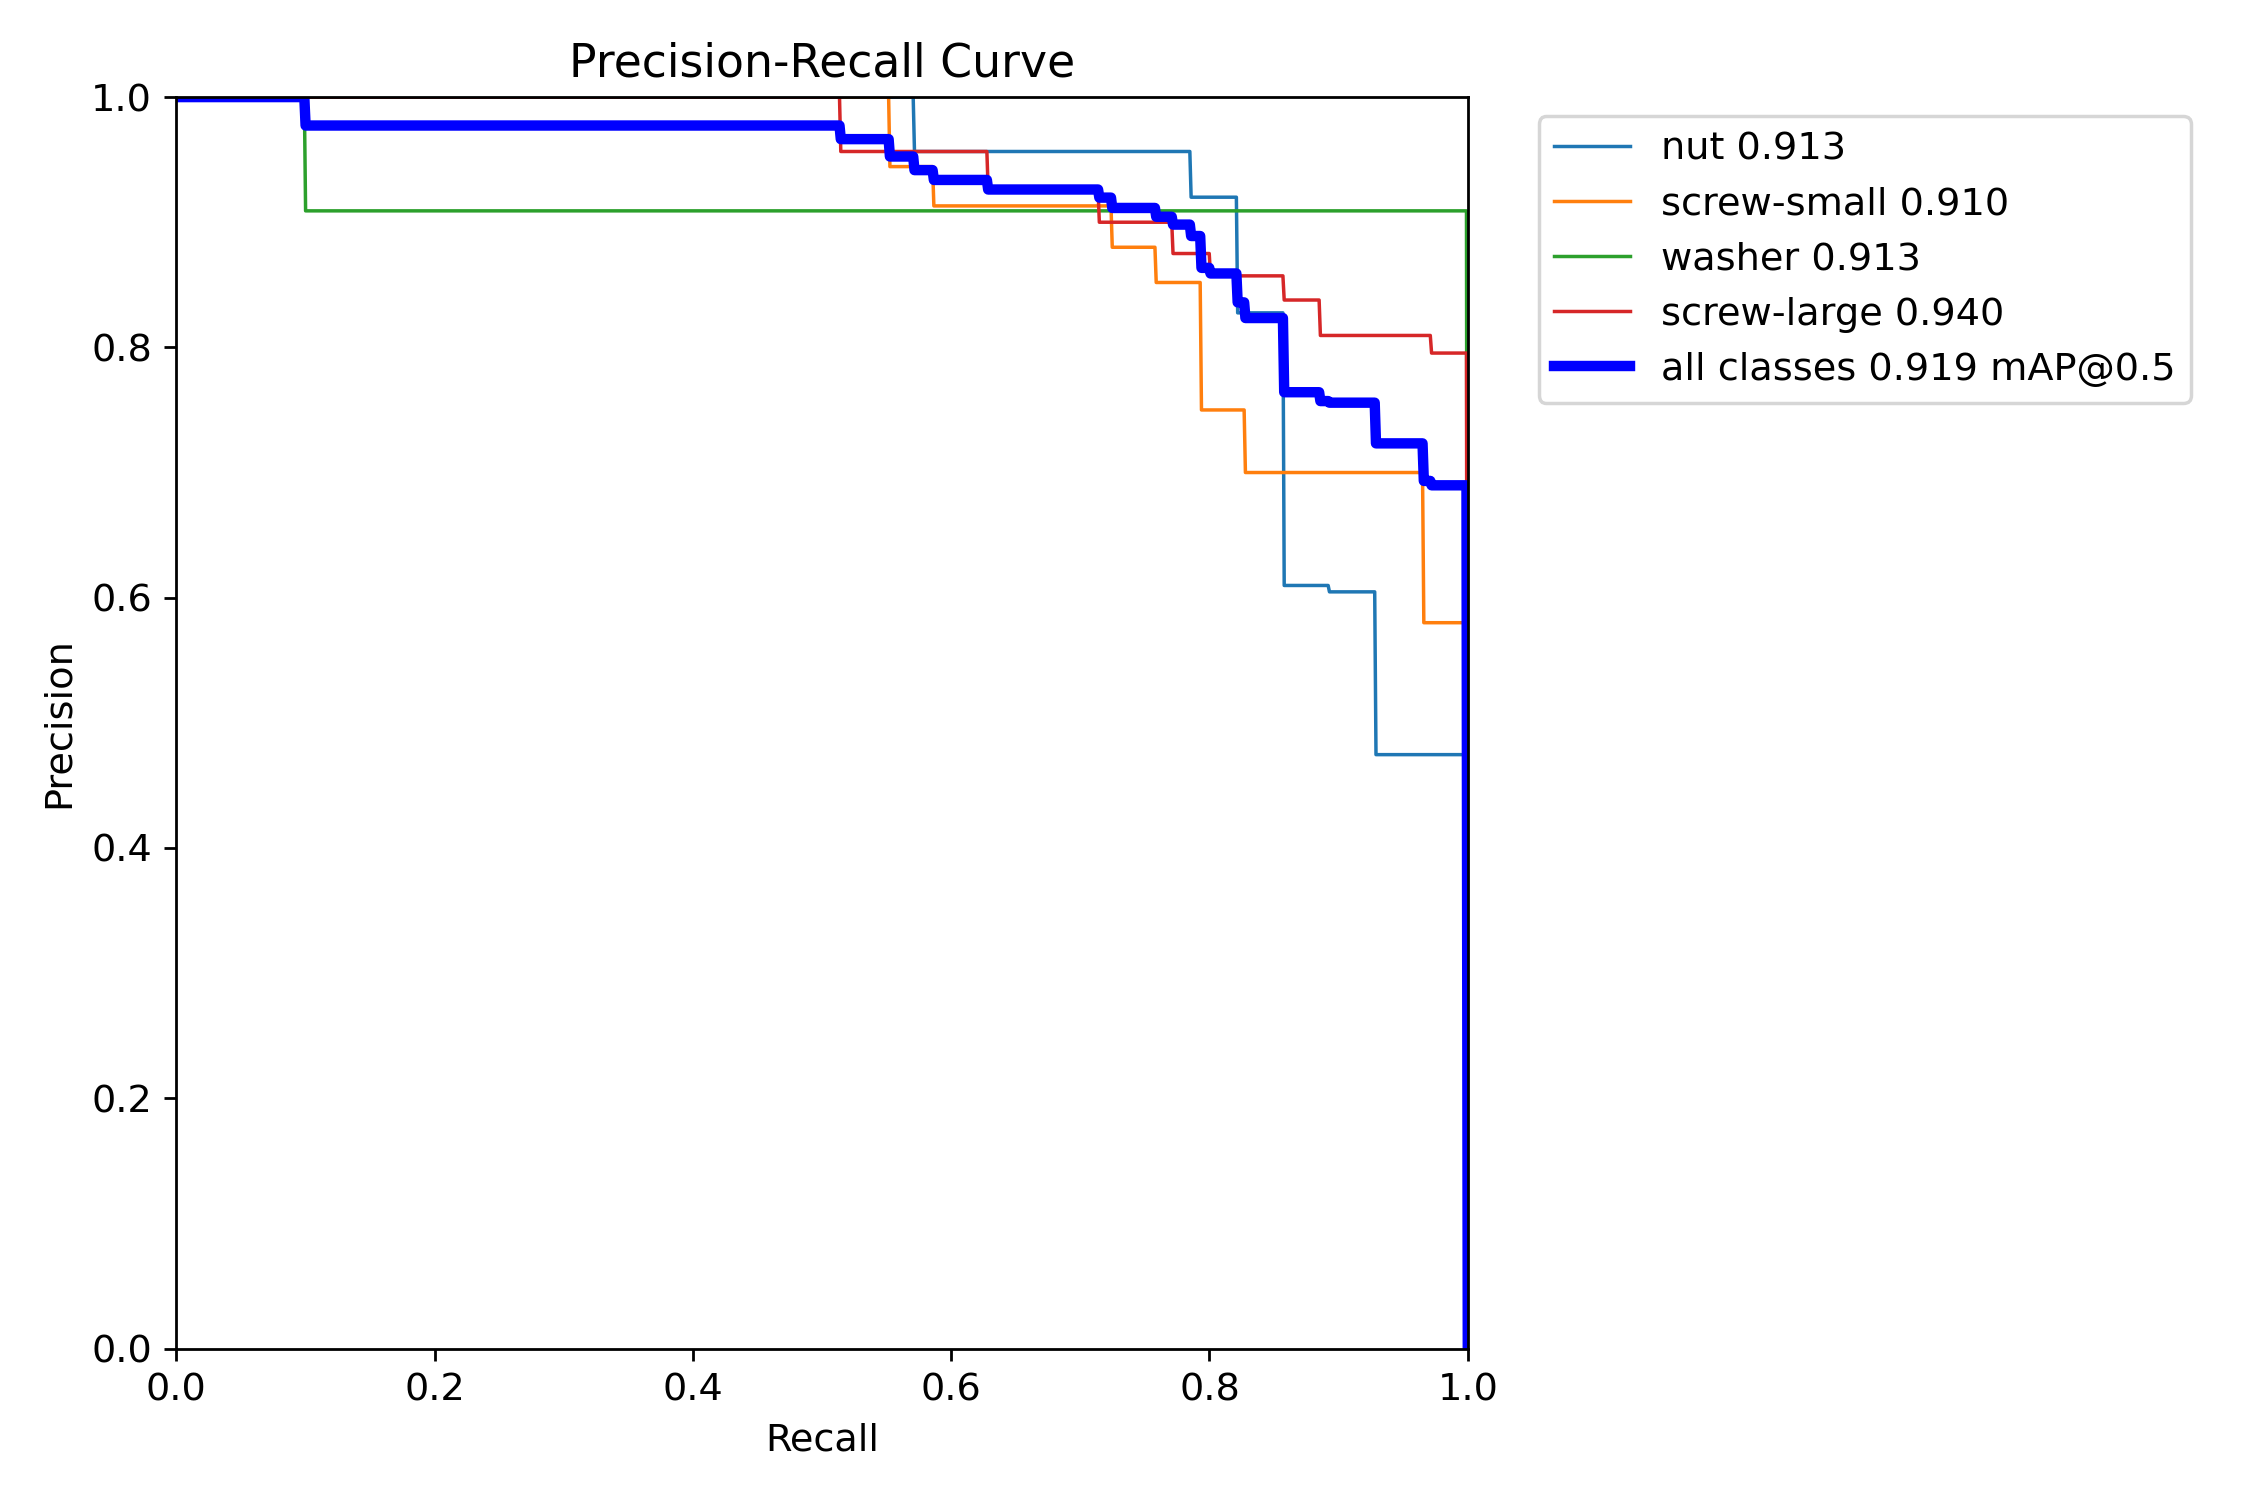 Precision-Recall Curve
1.0
0.8
0.6
0.4
0.2
0.0
Precision
0.0 0.2 0.4 0.6 0.8 1.0
Recall
nut 0.913
screw-small 0.910
washer 0.913
screw-large 0.940
all classes 0.919 mAP@0.5